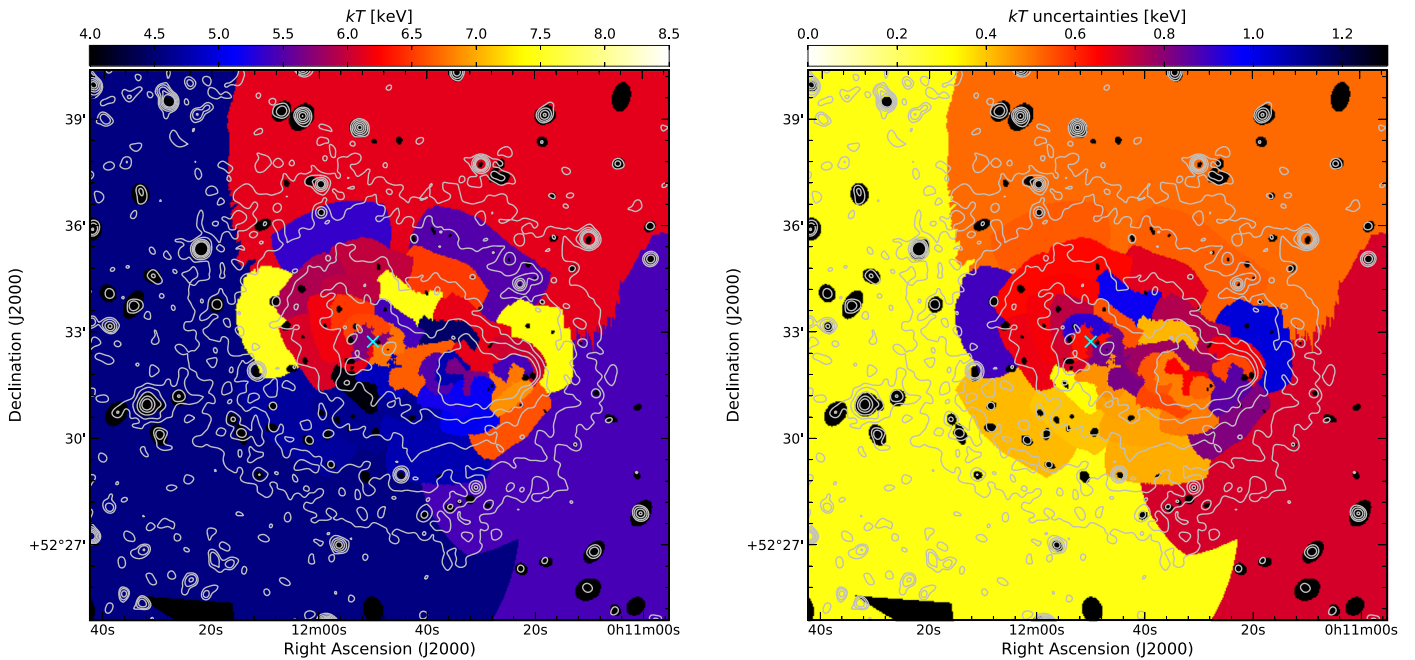 kT [keV]
4.0 4.5 5.0 5.5 6.0 6.5 7.0 7.5 8.0 8.5
39'
36'
33'
30'
+52°27'
Declination (J2000)
40s 20s 12m00s 40s 20s 0h11m00s
Right Ascension (J2000)
kT uncertainties [keV]
0.0 0.2 0.4 0.6 0.8 1.0 1.2
39'
36'
33'
30'
+52°27'
Declination (J2000)
40s 20s 12m00s 40s 20s 0h11m00s
Right Ascension (J2000)